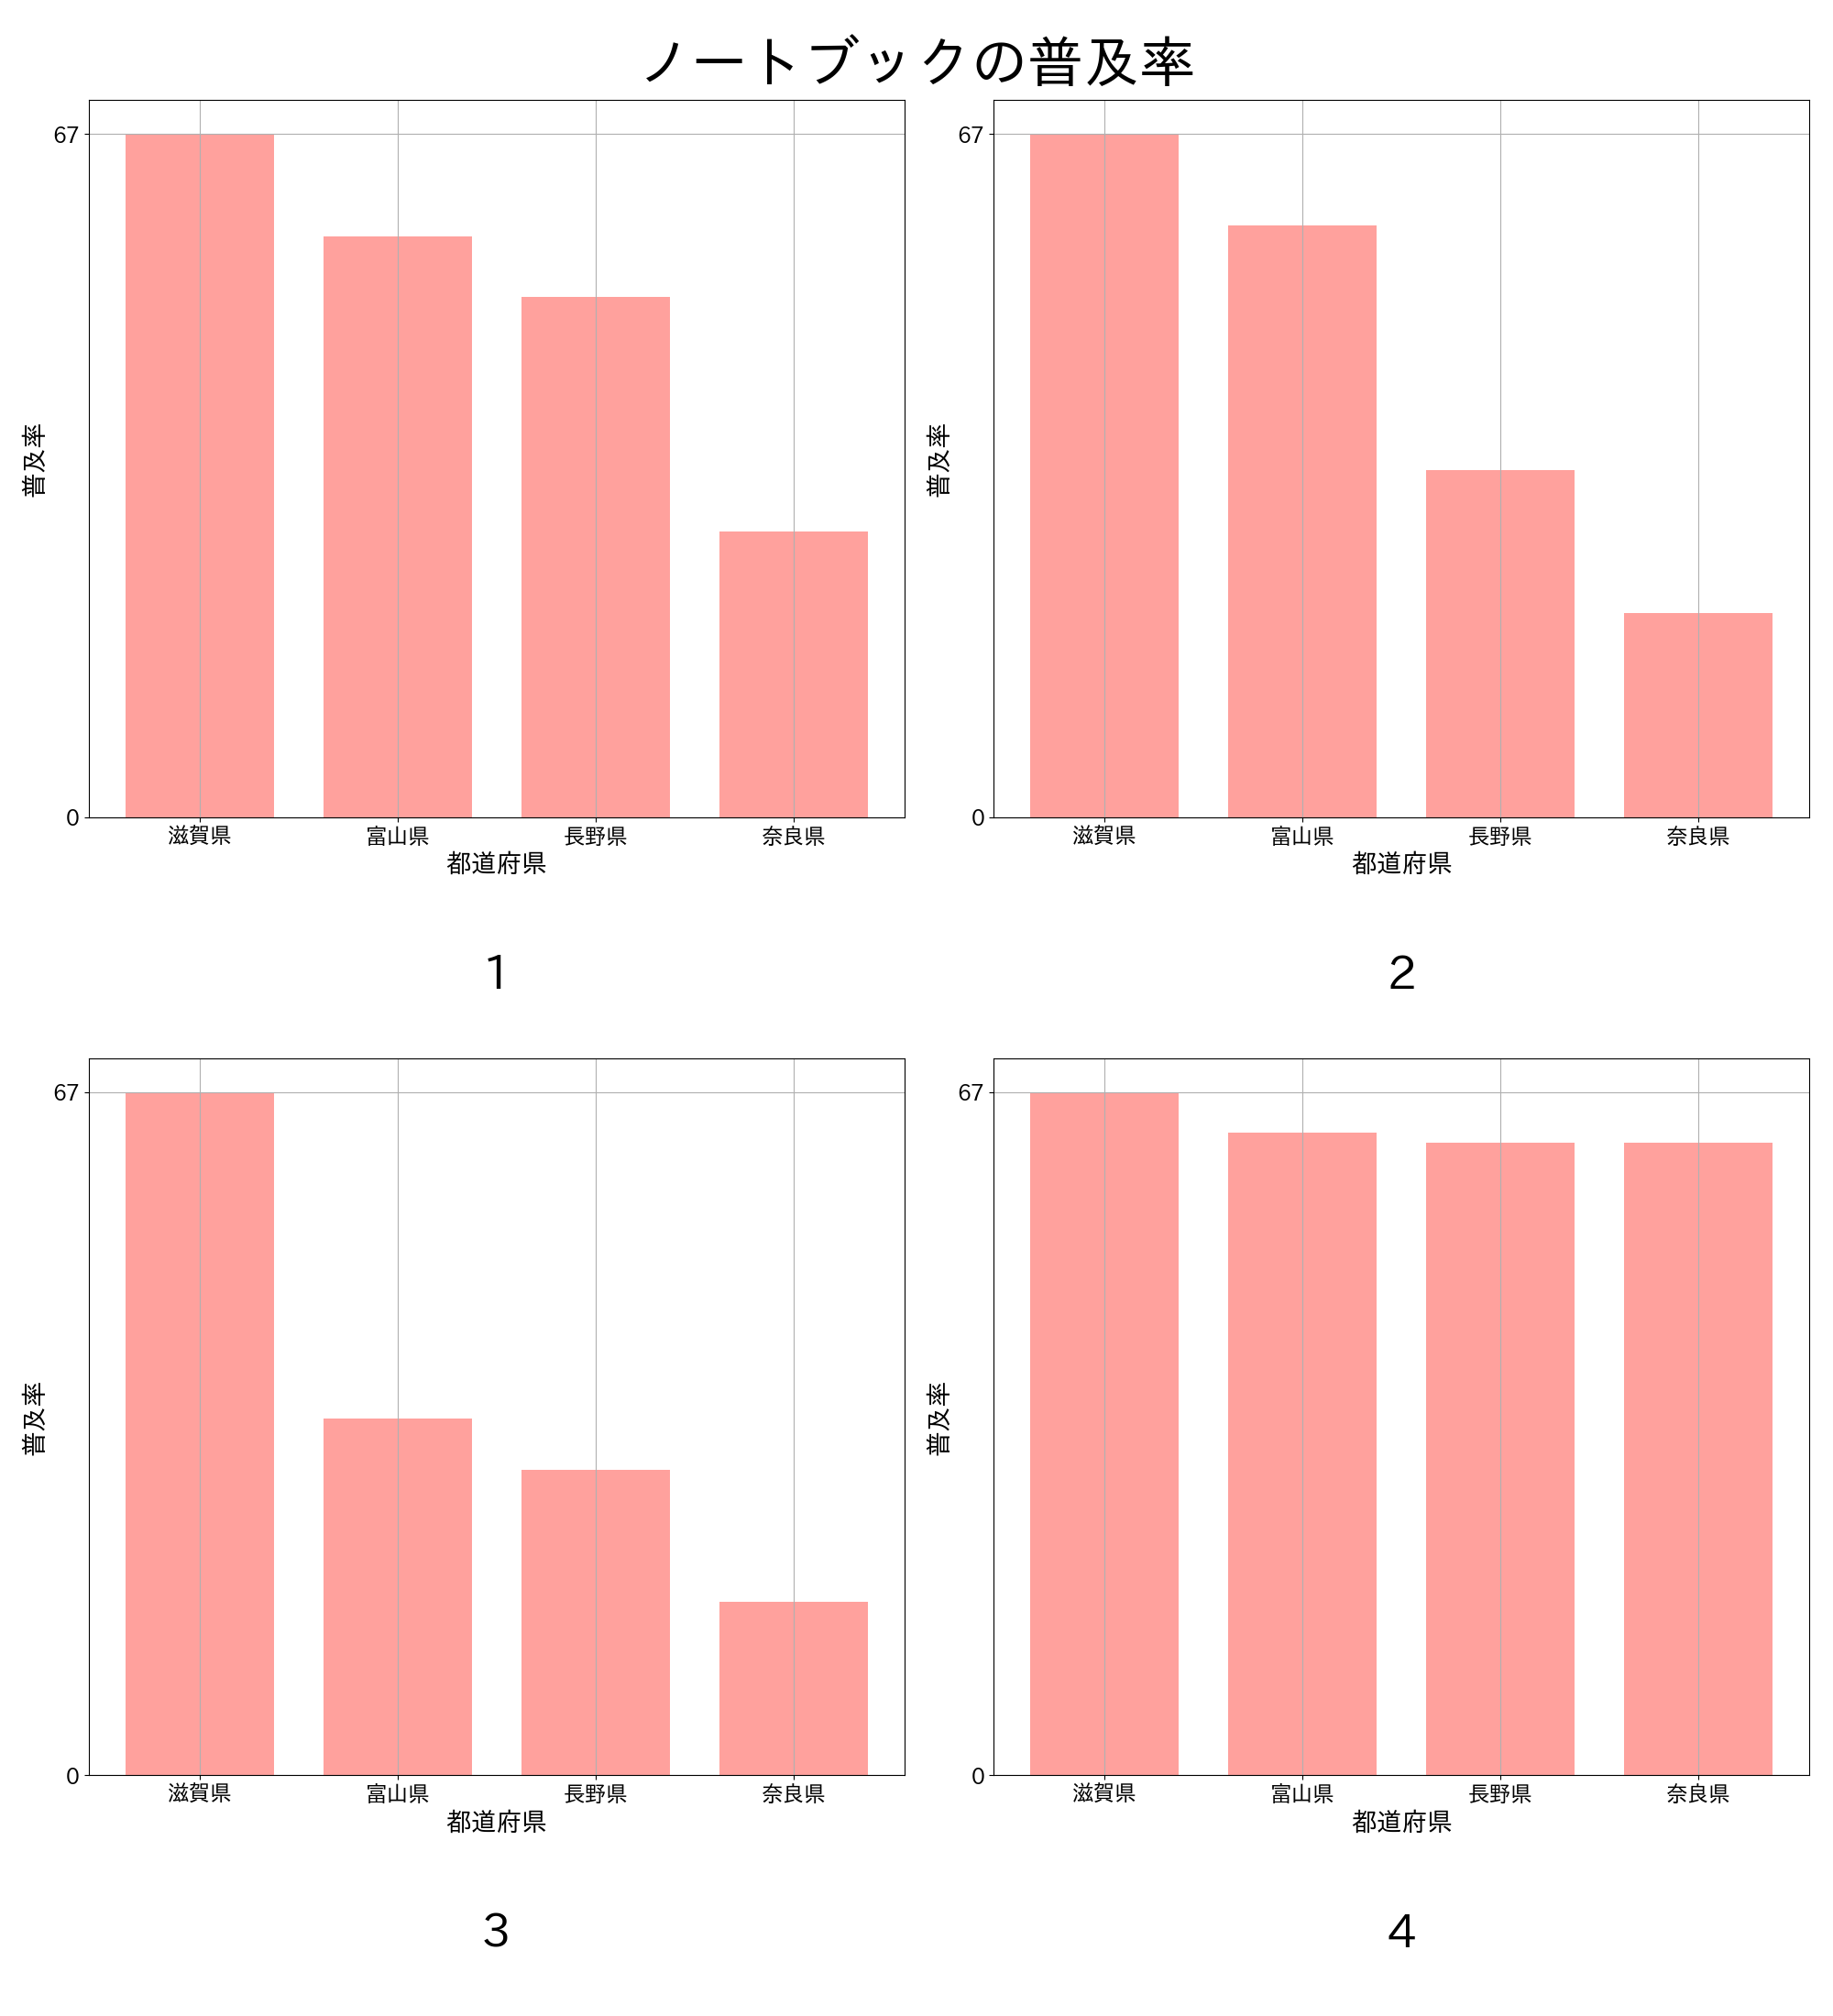 ノートブックの普及率
67
0
普及率
滋賀県 富山県 長野県 奈良県
都道府県
1
67
0
普及率
滋賀県 富山県 長野県 奈良県
都道府県
2
67
0
普及率
滋賀県 富山県 長野県 奈良県
都道府県
3
67
0
普及率
滋賀県 富山県 長野県 奈良県
都道府県
4